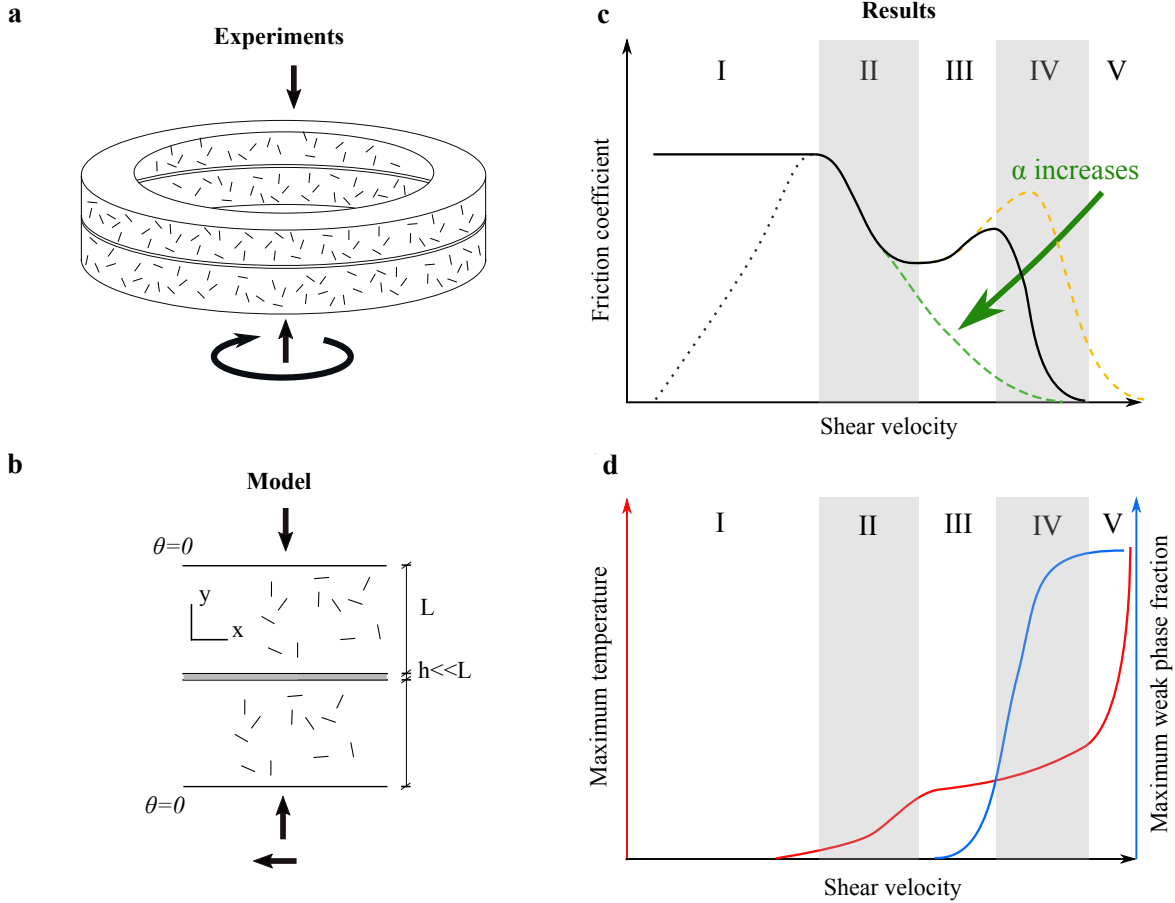 a
Experiments
b
Model
θ=0
y
x
L
h<<L
θ=0
Results
c
I
II
III
IV
V
α increases
Friction coefficient
Shear velocity
d
I
II
III
IV
V
Maximum temperature
Maximum weak phase fraction
Shear velocity